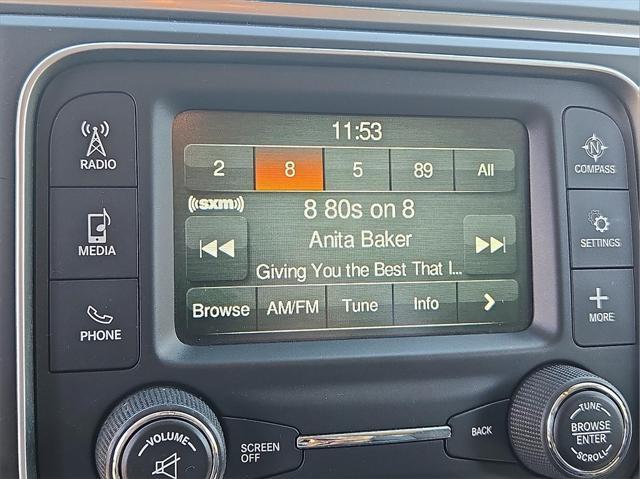 11:53
2 8 5 89 All
((sxm))
8 80s on 8
Anita Baker
Giving You the Best That I...
Browse AM/FM Tune Info >
RADIO
MEDIA
PHONE
N
COMPASS
SETTINGS
+
MORE
VOLUME
SCREEN
OFF
BACK
TUNE
BROWSE
ENTER
SCROLL